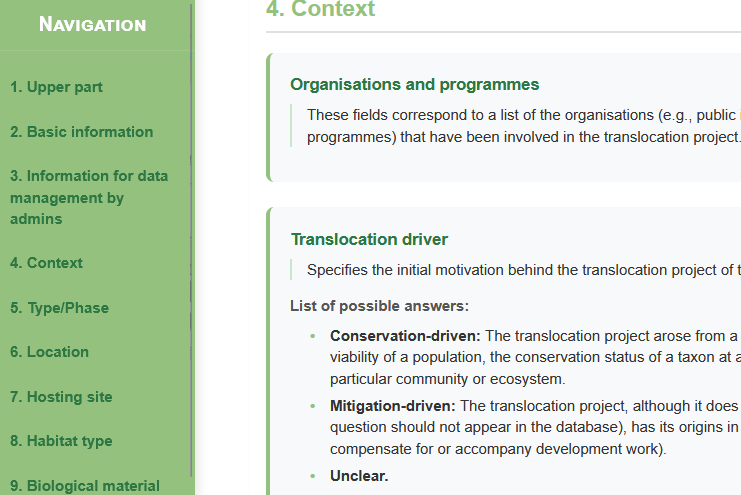 Navigation
1. Upper part
2. Basic information
3. Information for data
management by
admins
4. Context
5. Type/Phase
6. Location
7. Hosting site
8. Habitat type
9. Biological material
4. Context
Organisations and programmes
These fields correspond to a list of the organisations (e.g., public
programmes) that have been involved in the translocation project.
Translocation driver
Specifies the initial motivation behind the translocation project of
List of possible answers:
• Conservation-driven: The translocation project arose from a
viability of a population, the conservation status of a taxon at a
particular community or ecosystem.
• Mitigation-driven: The translocation project, although it does
question should not appear in the database), has its origins in
compensate for or accompany development work).
• Unclear.